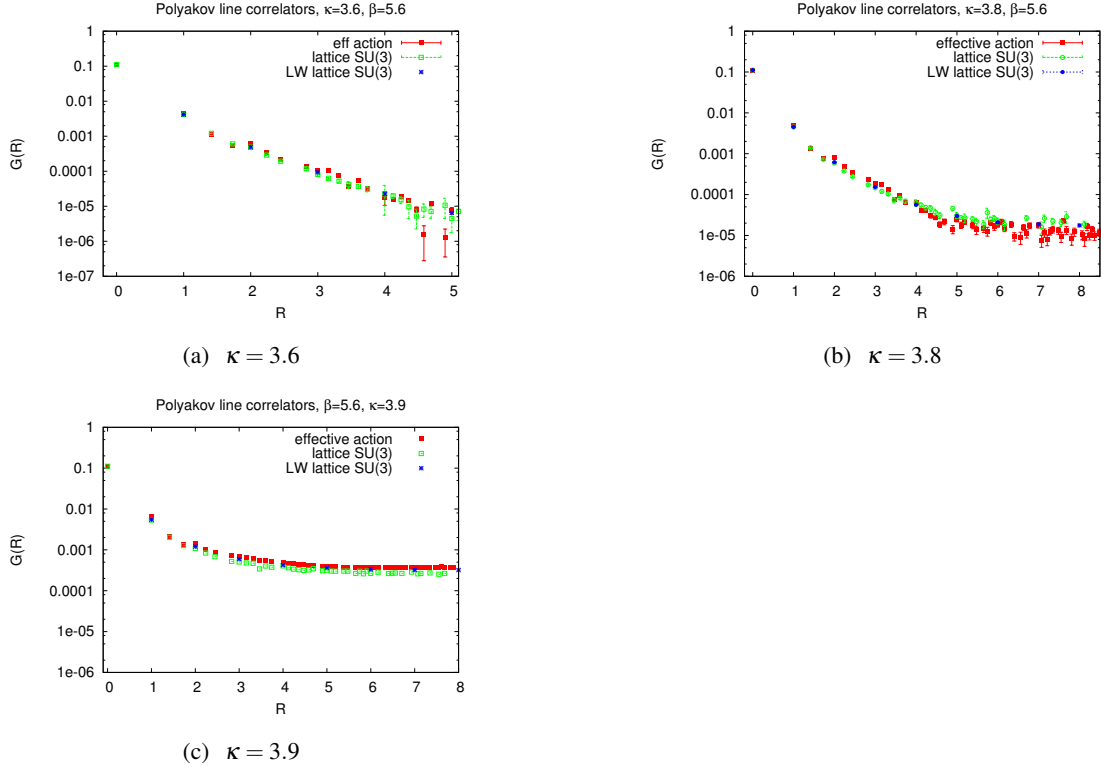 Polyakov line correlators, κ=3.6, β=5.6
eff action
lattice SU(3)
LW lattice SU(3)
G(R)
0.1
0.01
0.001
0.0001
1e-05
1e-06
1e-07
0 1 2 3 4 5
R
(a) κ = 3.6
Polyakov line correlators, κ=3.8, β=5.6
effective action
lattice SU(3)
LW lattice SU(3)
G(R)
1
0.1
0.01
0.001
0.0001
1e-05
1e-06
0 1 2 3 4 5 6 7 8
R
(b) κ = 3.8
Polyakov line correlators, β=5.6, κ=3.9
effective action
lattice SU(3)
LW lattice SU(3)
G(R)
1
0.1
0.01
0.001
0.0001
1e-05
1e-06
0 1 2 3 4 5 6 7 8
R
(c) κ = 3.9